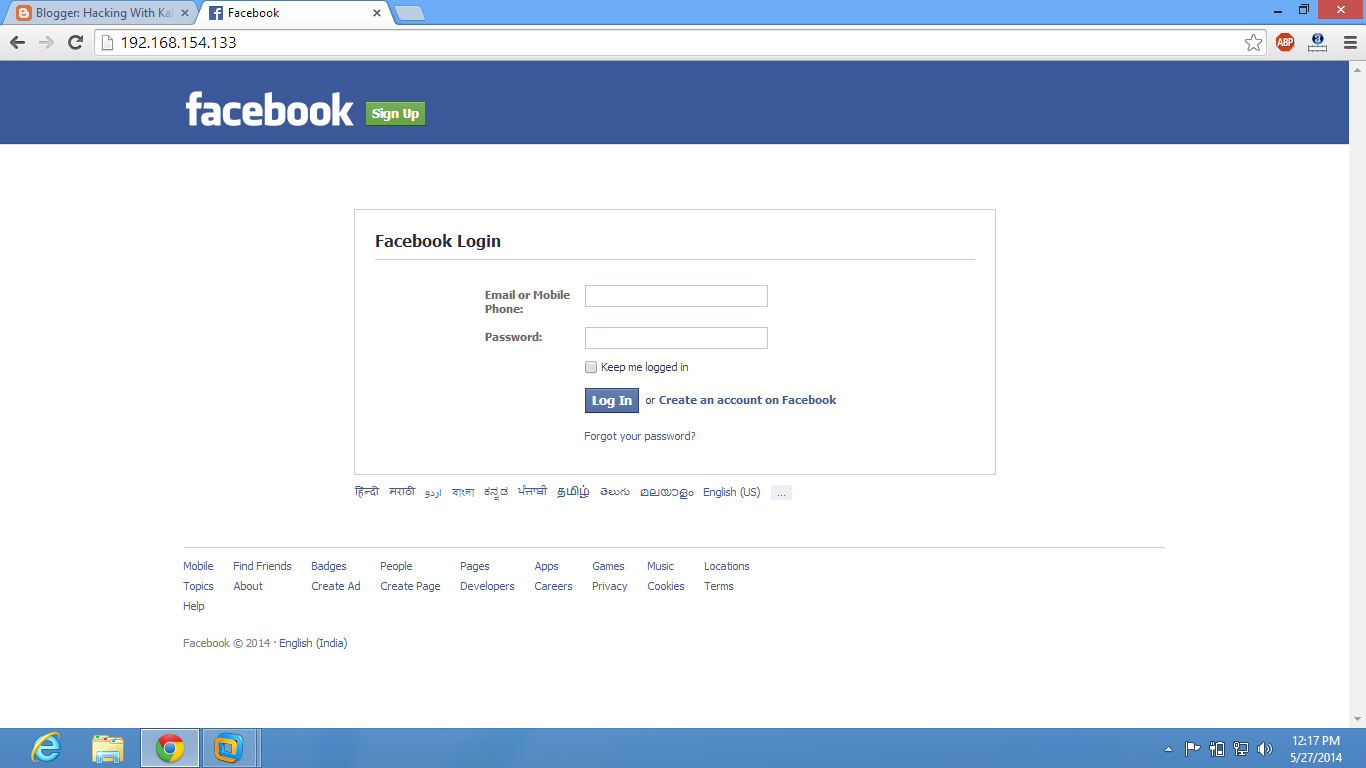 Blogger: Hacking With Kal
Facebook
192.168.154.133
ABP
a
facebook Sign Up
Facebook Login
Email or Mobile
Phone:
Password:
Keep me logged in
Log In or Create an account on Facebook
Forgot your password?
हिन्दी मराठी اردو বাংলা ಕನ್ನಡ ਪੰਜਾਬੀ தமிழ் తెలుగు മലയാളം English (US) ...
Mobile Find Friends Badges People Pages Apps Games Music Locations
Topics About Create Ad Create Page Developers Careers Privacy Cookies Terms
Help
Facebook © 2014 · English (India)
12:17 PM
5/27/2014